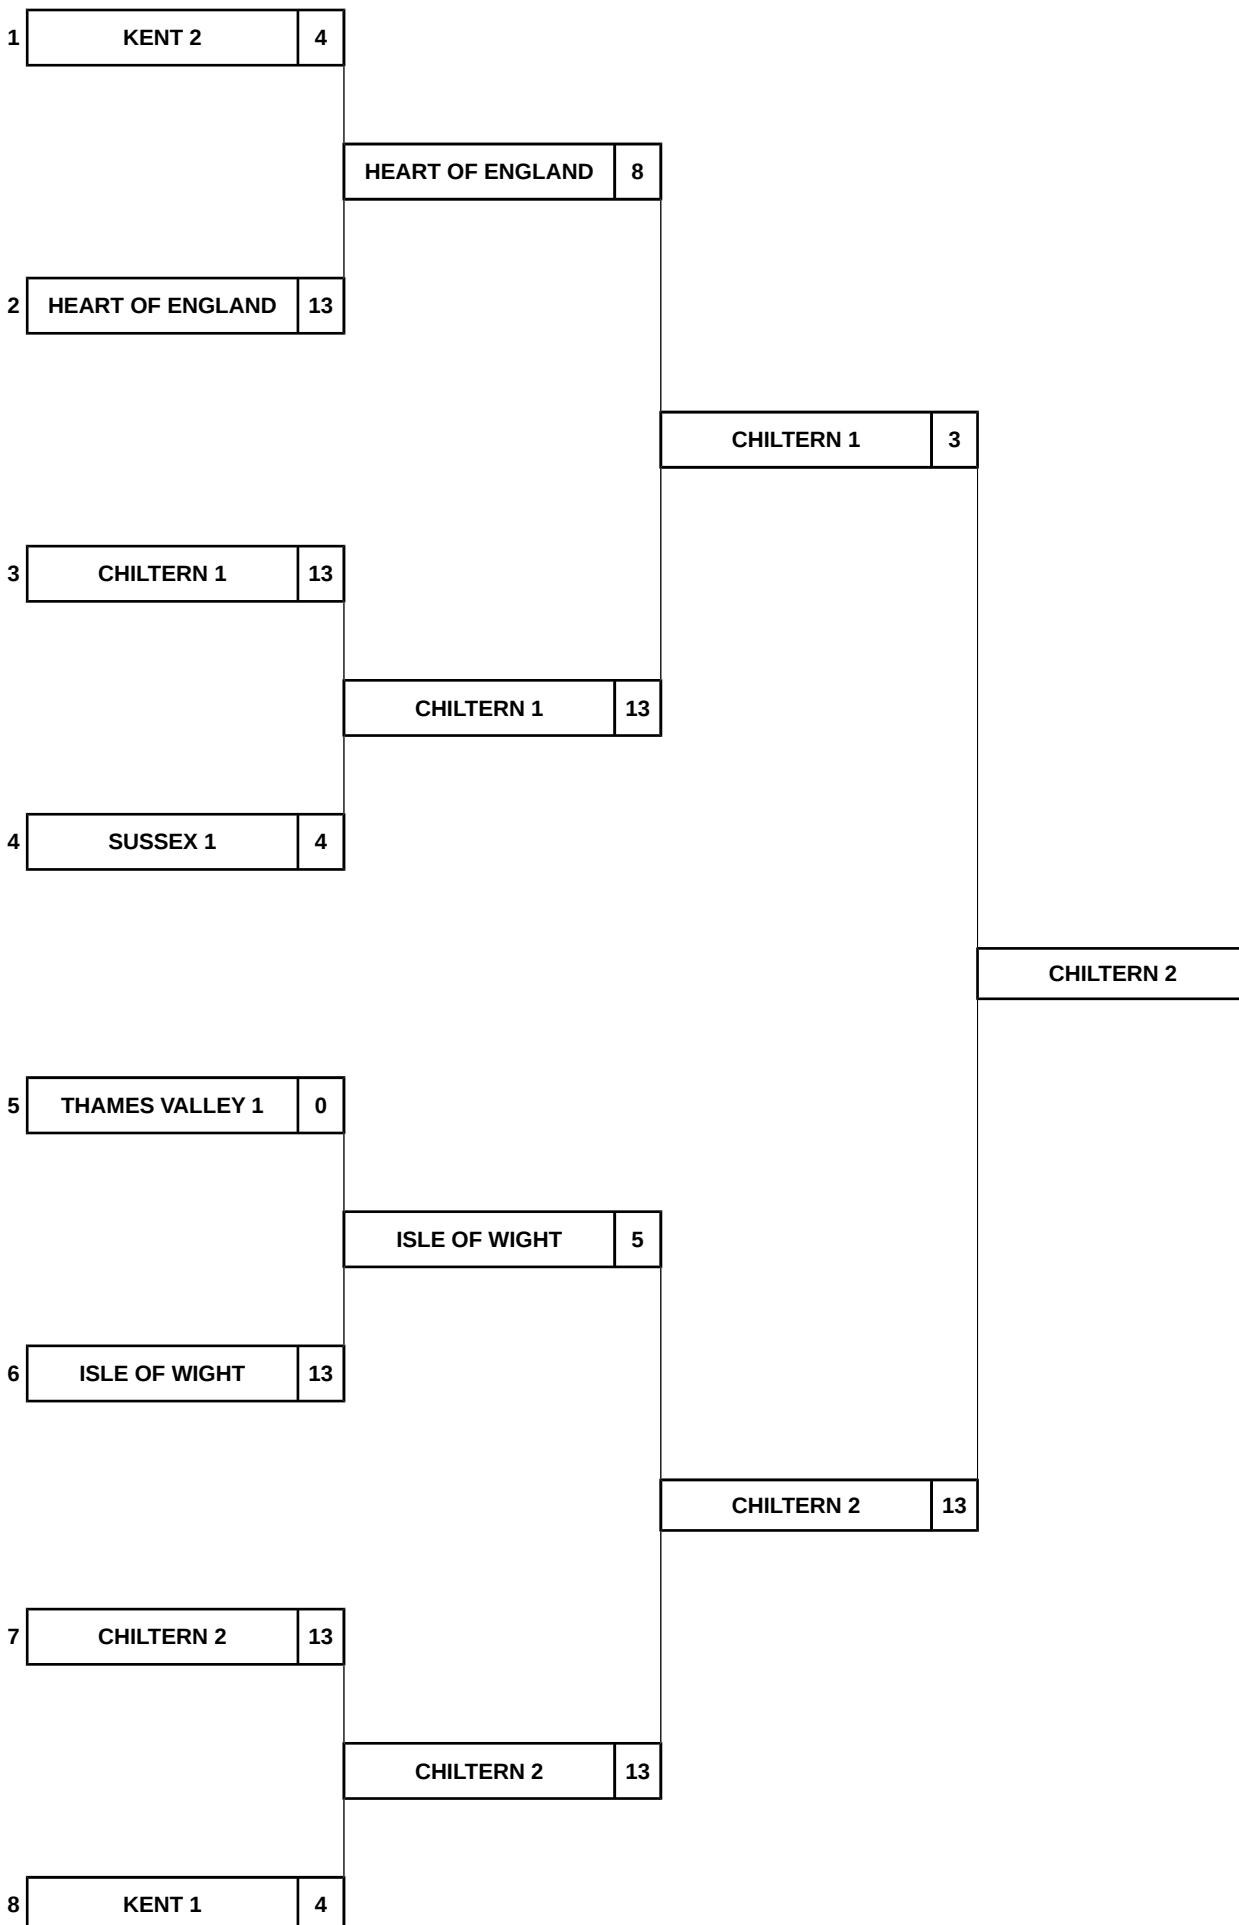 1 KENT 2 4
HEART OF ENGLAND 8
2 HEART OF ENGLAND 13
CHILTERN 1 3
3 CHILTERN 1 13
CHILTERN 1 13
4 SUSSEX 1 4
CHILTERN 2
5 THAMES VALLEY 1 0
ISLE OF WIGHT 5
6 ISLE OF WIGHT 13
CHILTERN 2 13
7 CHILTERN 2 13
CHILTERN 2 13
8 KENT 1 4